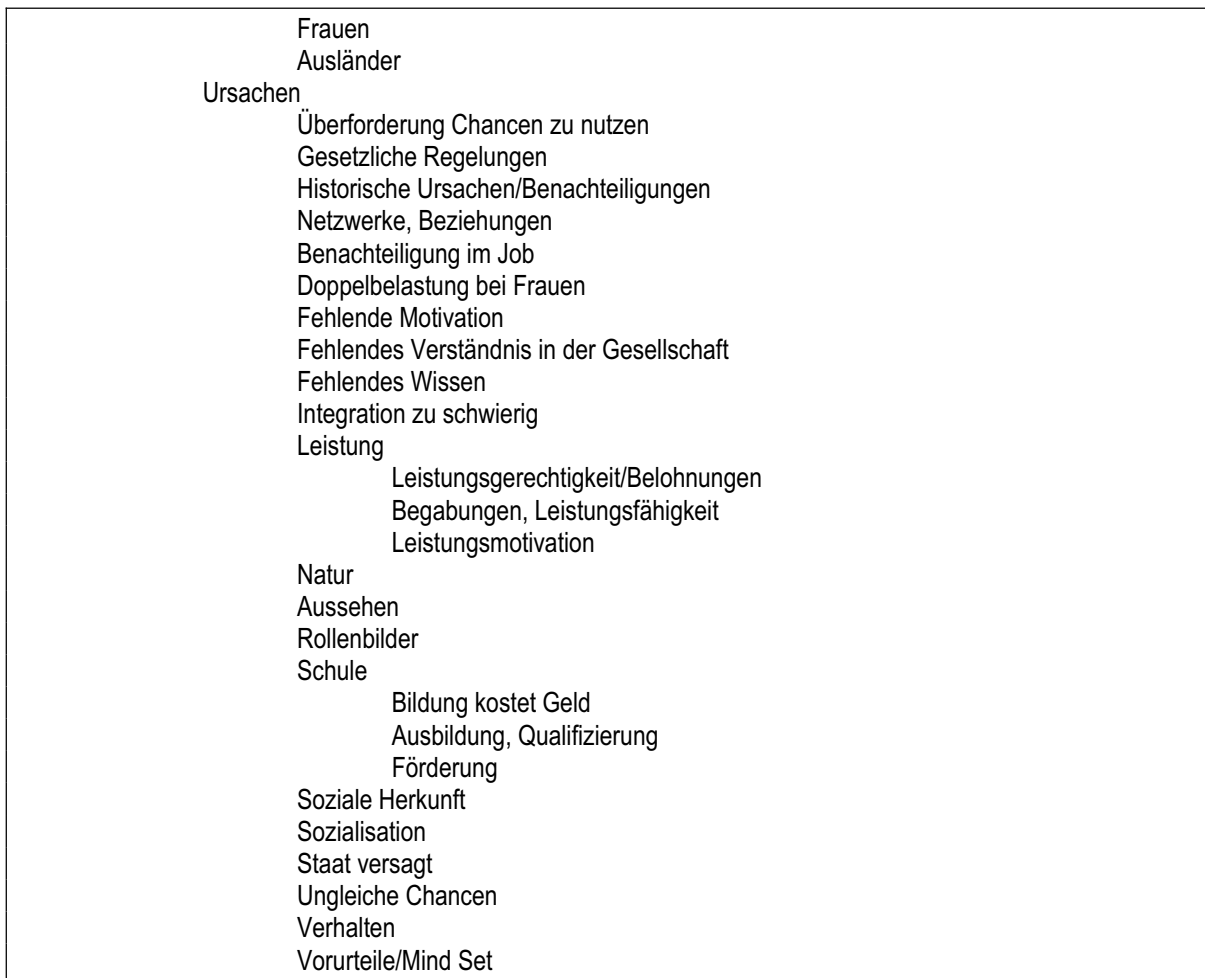 Frauen
Ausländer
Ursachen
Überforderung Chancen zu nutzen
Gesetzliche Regelungen
Historische Ursachen/Benachteiligungen
Netzwerke, Beziehungen
Benachteiligung im Job
Doppelbelastung bei Frauen
Fehlende Motivation
Fehlendes Verständnis in der Gesellschaft
Fehlendes Wissen
Integration zu schwierig
Leistung
Leistungsgerechtigkeit/Belohnungen
Begabungen, Leistungsfähigkeit
Leistungsmotivation
Natur
Aussehen
Rollenbilder
Schule
Bildung kostet Geld
Ausbildung, Qualifizierung
Förderung
Soziale Herkunft
Sozialisation
Staat versagt
Ungleiche Chancen
Verhalten
Vorurteile/Mind Set